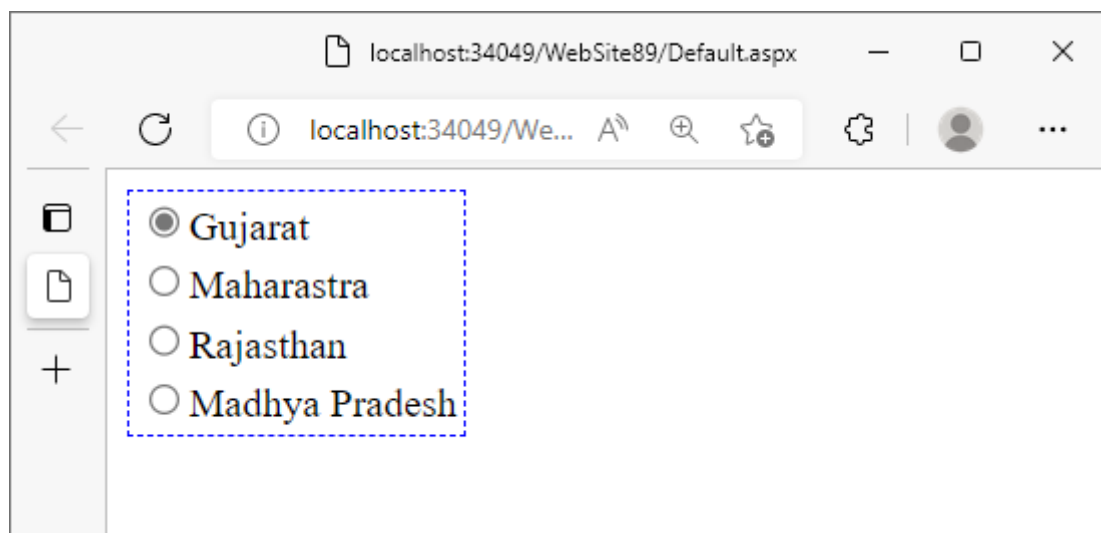 localhost:34049/WebSite89/Default.aspx
localhost:34049/We...
Gujarat
Maharastra
Rajasthan
Madhya Pradesh